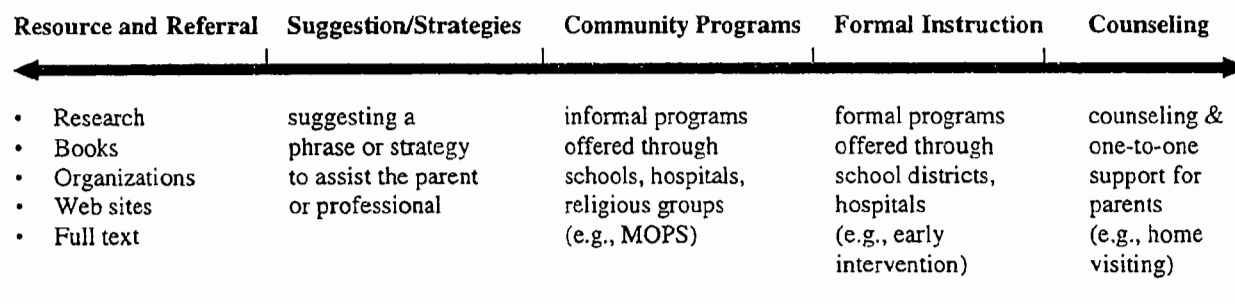 Resource and Referral Suggestion/Strategies Community Programs Formal Instruction Counseling
• Research
• Books
• Organizations
• Web sites
• Full text
suggesting a
phrase or strategy
to assist the parent
or professional
informal programs
offered through
schools, hospitals,
religious groups
(e.g., MOPS)
formal programs
offered through
school districts,
hospitals
(e.g., early
intervention)
counseling &
one-to-one
support for
parents
(e.g., home
visiting)